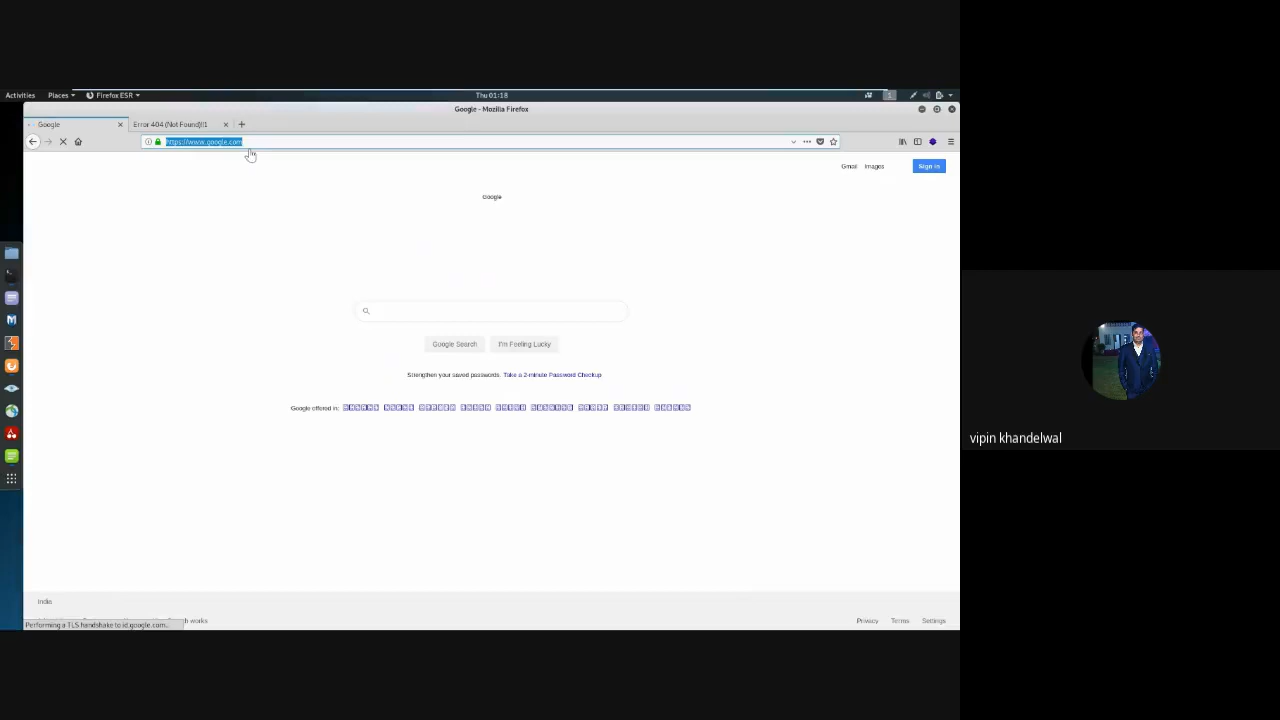 Activities Places Firefox ESR Thu 01:18 1
Google - Mozilla Firefox
Google Error 404 (Not Found)!!1
https://www.google.com
Gmail Images Sign in
Google
Google Search I'm Feeling Lucky
Strengthen your saved passwords. Take a 2-minute Password Checkup
Google offered in:
vipin khandelwal
India
works Privacy Terms Settings
Performing a TLS handshake to id.google.com...